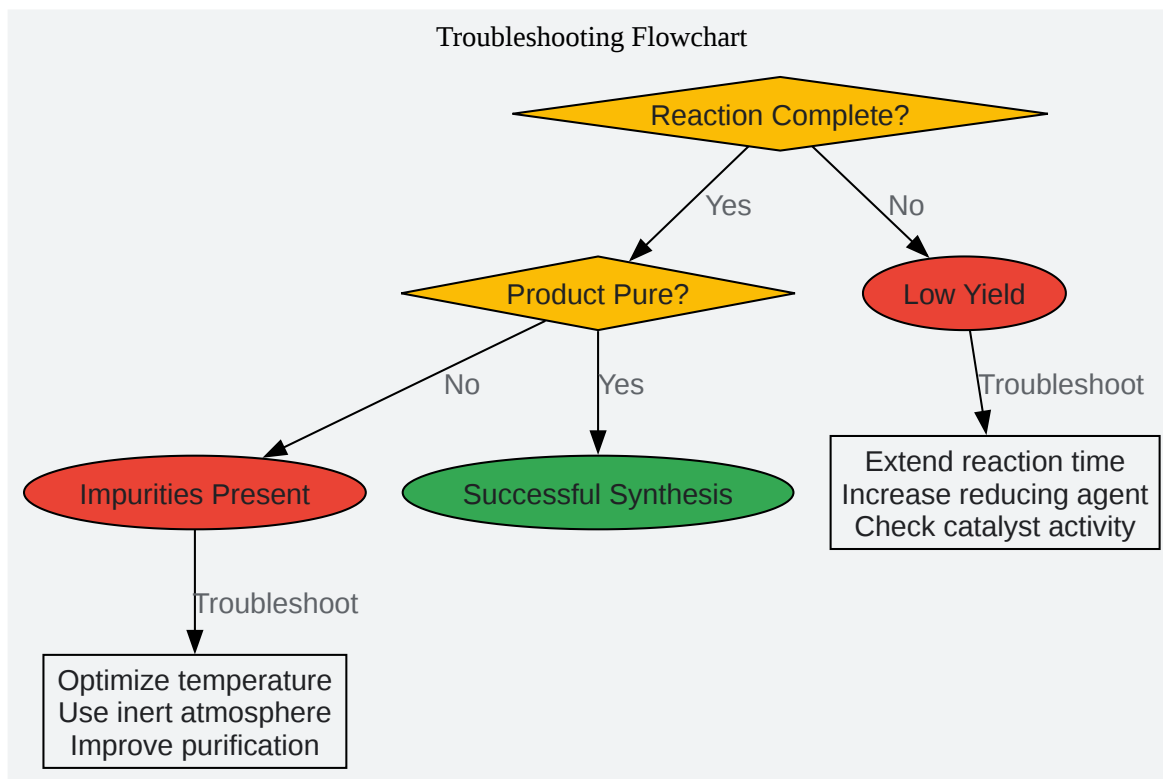 Troubleshooting Flowchart
Reaction Complete?
Yes
No
Product Pure?
Low Yield
No
Yes
Troubleshoot
Impurities Present
Successful Synthesis
Extend reaction time
Increase reducing agent
Check catalyst activity
Troubleshoot
Optimize temperature
Use inert atmosphere
Improve purification